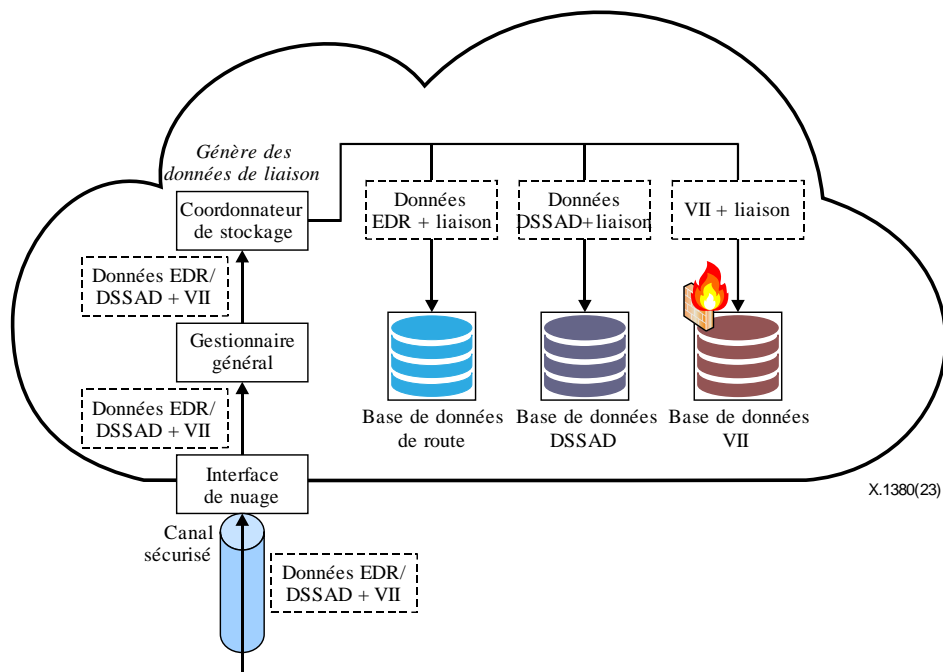 Génère des
données de liaison
Coordonnateur
de stockage
Données
EDR + liaison
Données
DSSAD+liaison
VII + liaison
Données EDR/
DSSAD + VII
Gestionnaire
général
Données EDR/
DSSAD + VII
Base de données
de route
Base de données
DSSAD
Base de données
VII
Interface
de nuage
X.1380(23)
Canal
sécurisé
Données EDR/
DSSAD + VII